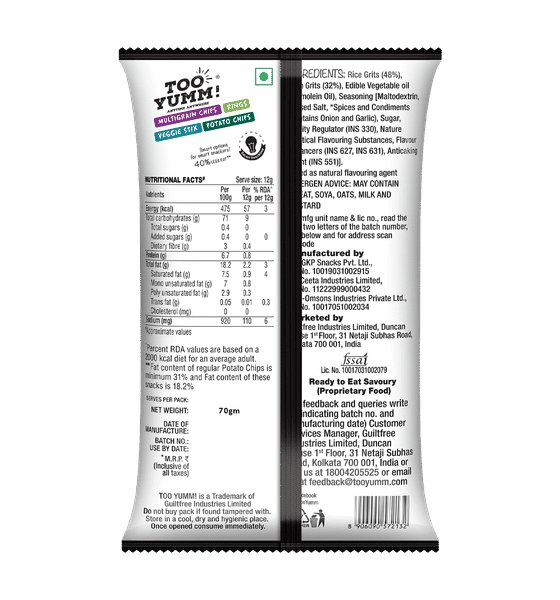 TOO
YUMM!®
ANYTIME ANYWHERE
MULTIGRAIN CHIPS RINGS
VEGGIE STIX POTATO CHIPS
Smart options
for smart snackers!
40% LESS FAT**
NUTRITIONAL FACTS# Serve size: 12g
Nutrients Per 100g Per 12g % RDA* per 12g
Energy (kcal) 475 57 3
Total carbohydrates (g) 71 9
Total sugars (g) 0.4 0
Added sugars (g) 0.4 0 0
Dietary fibre (g) 3 0.4
Protein (g) 6.7 0.8
Total fat (g) 18.2 2.2 3
Saturated fat (g) 7.5 0.9 4
Mono unsaturated fat (g) 7 0.8
Poly unsaturated fat (g) 2.9 0.3
Trans fat (g) 0.05 0.01 0.3
Cholesterol (mg) 0 0
Sodium (mg) 920 110 6
#approximate values
*Percent RDA values are based on a
2000 kcal diet for an average adult.
**Fat content of regular Potato Chips is
minimum 31% and Fat content of these
snacks is 18.2%
SERVES PER PACK:
NET WEIGHT: 70gm
DATE OF
MANUFACTURE:
BATCH NO.:
USE BY DATE:
*M.R.P. ₹
(inclusive of
all taxes)
TOO YUMM! is a Trademark of
Guiltfree Industries Limited
Do not buy pack if found tampered with.
Store in a cool, dry and hygienic place.
Once opened consume immediately.
REDIENTS: Rice Grits (48%),
Grits (32%), Edible Vegetable oil
molein Oil), Seasoning [Maltodextrin,
sed Salt, *Spices and Condiments
tains Onion and Garlic), Sugar,
ity Regulator (INS 330), Nature
tical Flavouring Substances, Flavour
ancers (INS 627, INS 631), Anticaking
nt (INS 551)].
ed as natural flavouring agent
ERGEN ADVICE: MAY CONTAIN
EAT, SOYA, OATS, MILK AND
STARD
mfg unit name & lic no., read the
two letters of the batch number,
below and for address scan
ode
nufactured by
GKP Snacks Pvt. Ltd.,
No. 10019031002915
Ceeta Industries Limited,
No. 11222999000432
-Omsons Industries Private Ltd.,
No. 10017051002034
rketed by
tfree Industries Limited, Duncan
se 1st Floor, 31 Netaji Subhas Road,
ata 700 001, India
fssai
Lic. No. 10017031002079
Ready to Eat Savoury
(Proprietary Food)
feedback and queries write
indicating batch no. and
nufacturing date) Customer
vices Manager, Guiltfree
ustries Limited, Duncan
se 1st Floor, 31 Netaji Subhas
d, Kolkata 700 001, India or
us at 18004205525 or email
at feedback@tooyumm.com
cebook
oYumm
8 906090 572132